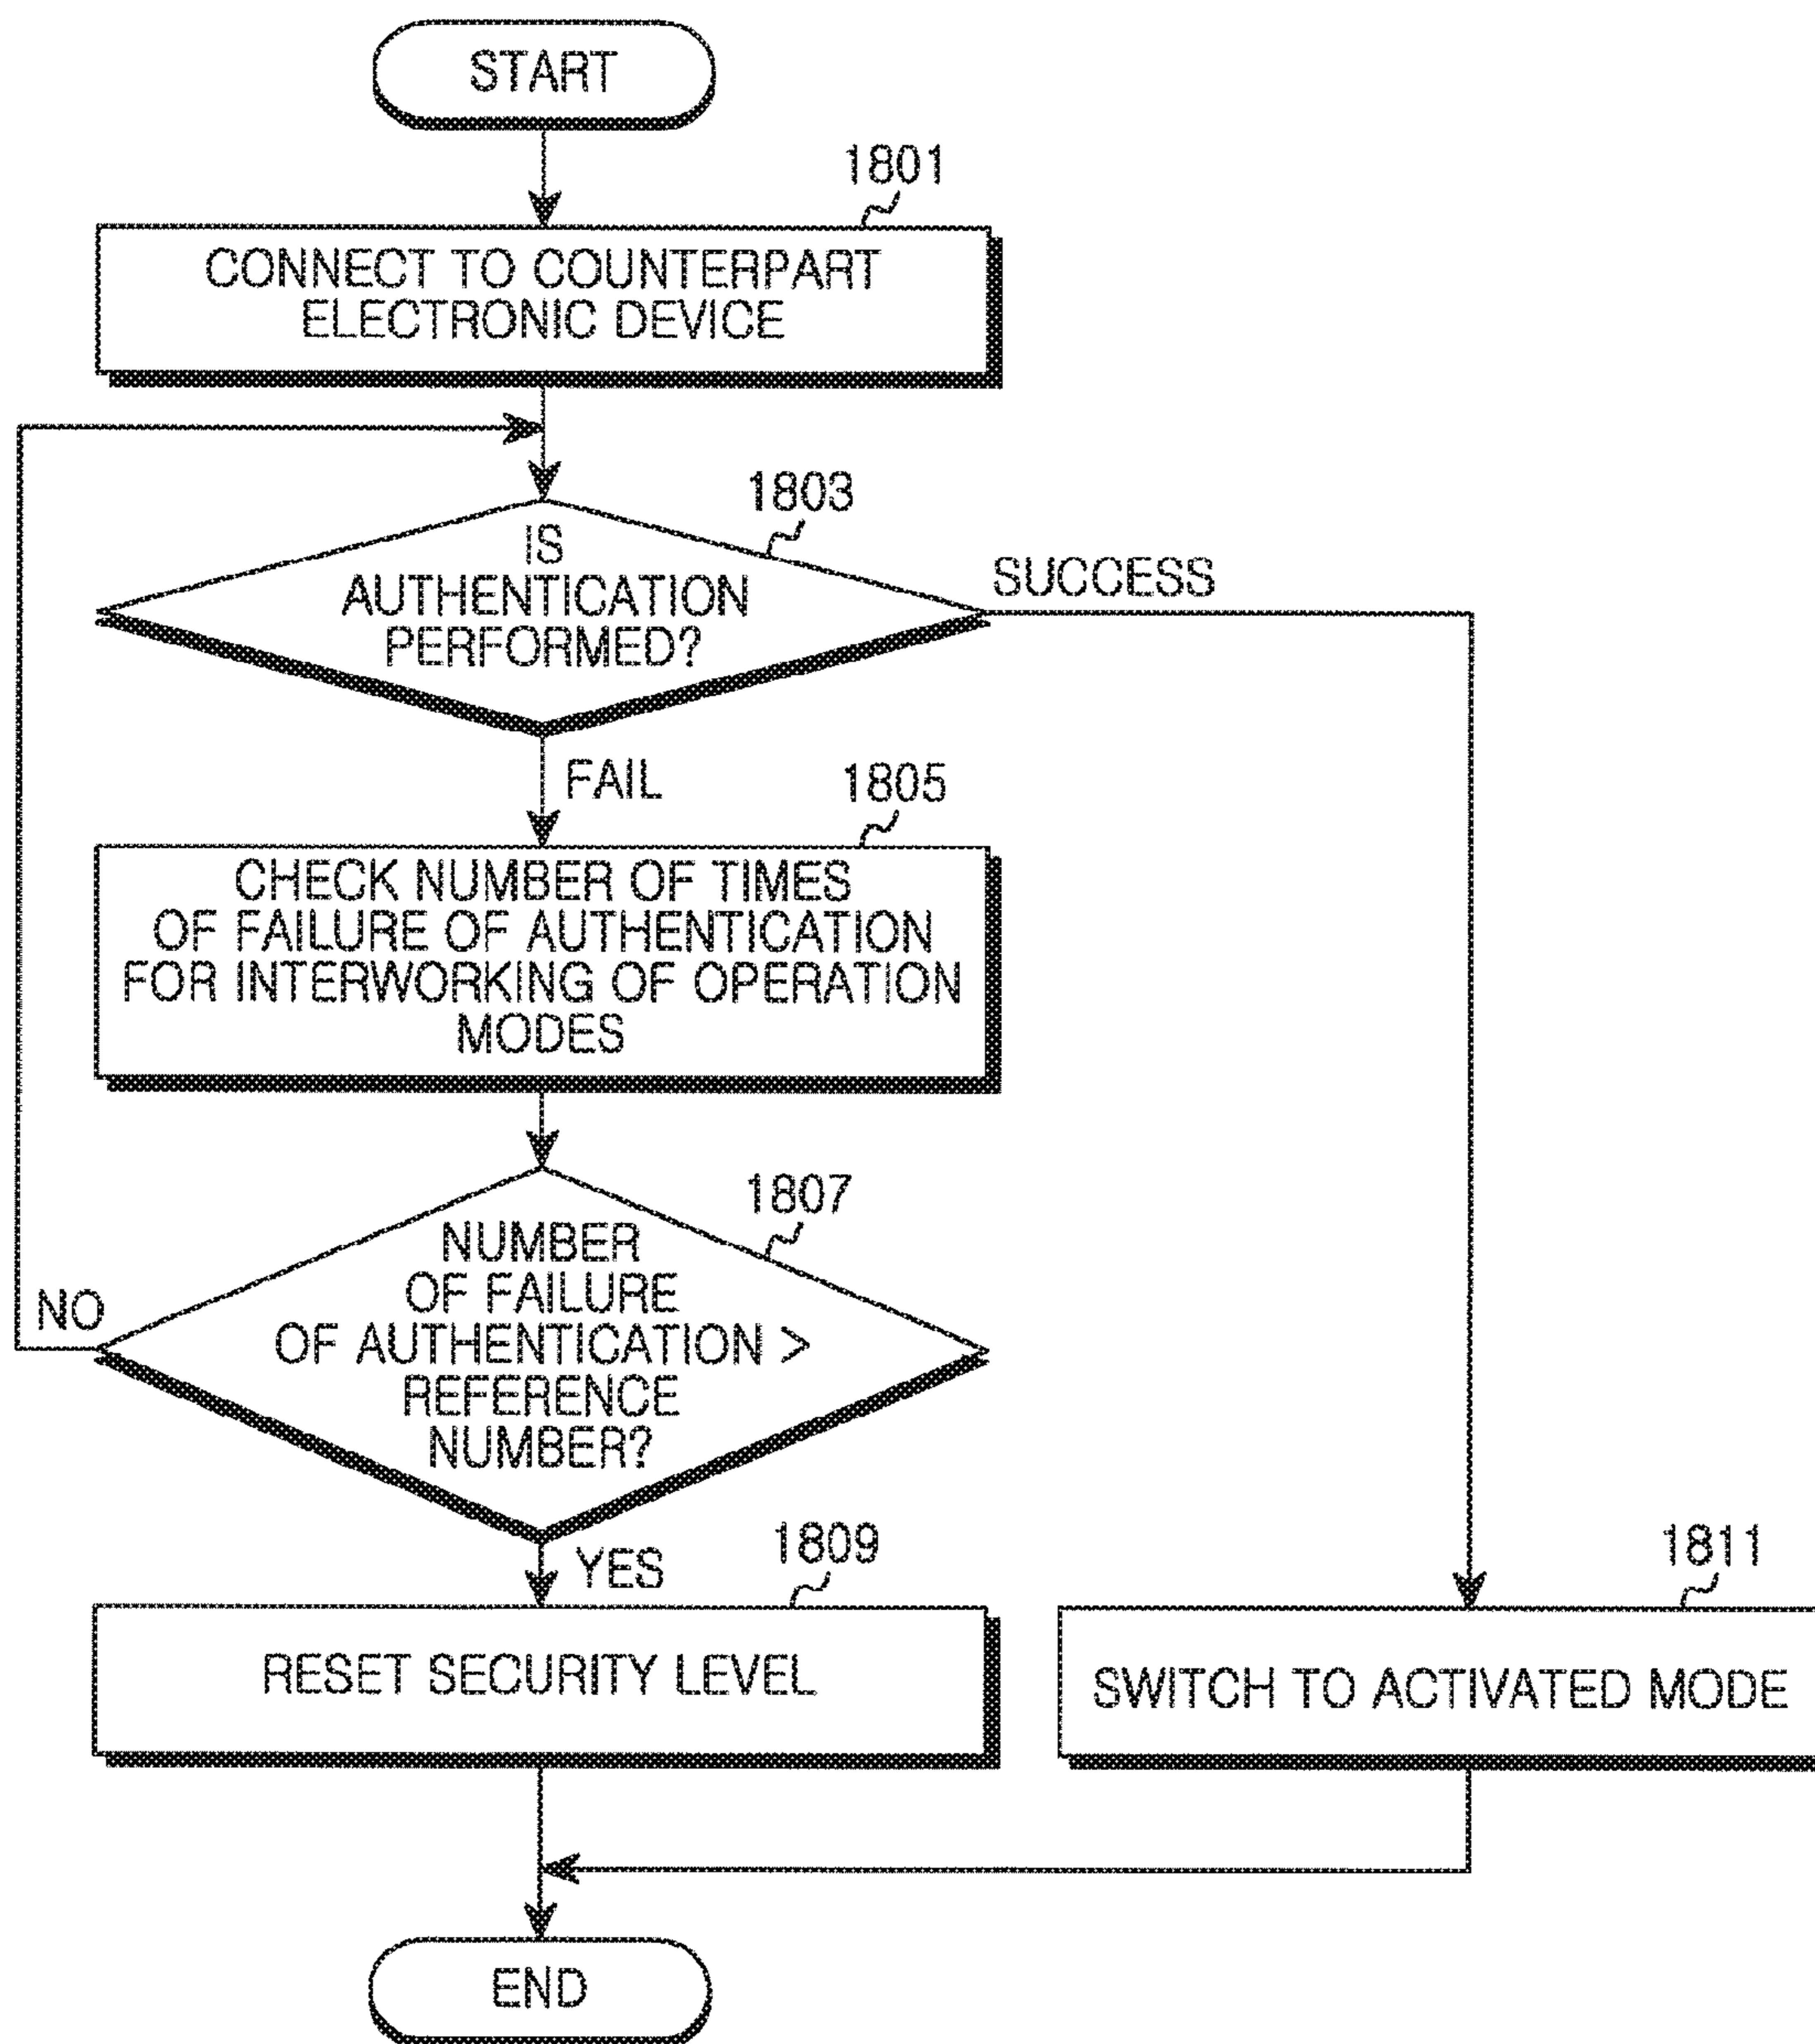 START
1801
CONNECT TO COUNTERPART
ELECTRONIC DEVICE
1803
IS
AUTHENTICATION
PERFORMED?
SUCCESS
FAIL
1805
CHECK NUMBER OF TIMES
OF FAILURE OF AUTHENTICATION
FOR INTERWORKING OF OPERATION
MODES
1807
NUMBER
OF FAILURE
OF AUTHENTICATION >
REFERENCE
NUMBER?
NO
YES
1809
RESET SECURITY LEVEL
1811
SWITCH TO ACTIVATED MODE
END